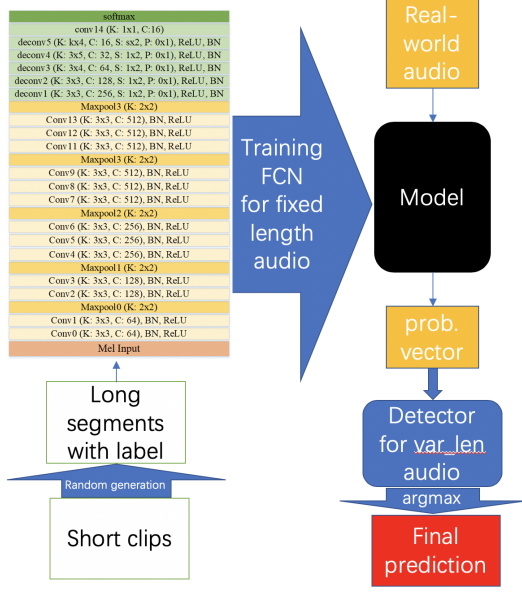 softmax
conv14 (K: 1x1, C:16)
deconv5 (K: kx4, C: 16, S: sx2, P: 0x1), ReLU, BN
deconv4 (K: 3x5, C: 32, S: 1x2, P: 0x1), ReLU, BN
deconv3 (K: 3x4, C: 64, S: 1x2, P: 0x1), ReLU, BN
deconv2 (K: 3x3, C: 128, S: 1x2, P: 0x1), ReLU, BN
deconv1 (K: 3x3, C: 256, S: 1x2, P: 0x1), ReLU, BN
Maxpool3 (K: 2x2)
Conv13 (K: 3x3, C: 512), BN, ReLU
Conv12 (K: 3x3, C: 512), BN, ReLU
Conv11 (K: 3x3, C: 512), BN, ReLU
Maxpool3 (K: 2x2)
Conv9 (K: 3x3, C: 512), BN, ReLU
Conv8 (K: 3x3, C: 512), BN, ReLU
Conv7 (K: 3x3, C: 512), BN, ReLU
Maxpool2 (K: 2x2)
Conv6 (K: 3x3, C: 256), BN, ReLU
Conv5 (K: 3x3, C: 256), BN, ReLU
Conv4 (K: 3x3, C: 256), BN, ReLU
Maxpool1 (K: 2x2)
Conv3 (K: 3x3, C: 128), BN, ReLU
Conv2 (K: 3x3, C: 128), BN, ReLU
Maxpool0 (K: 2x2)
Conv1 (K: 3x3, C: 64), BN, ReLU
Conv0 (K: 3x3, C: 64), BN, ReLU
Mel Input
Long
segments
with label
Random generation
Short clips
Training
FCN
for fixed
length
audio
Real-
world
audio
Model
prob.
vector
Detector
for var_len
audio
argmax
Final
prediction